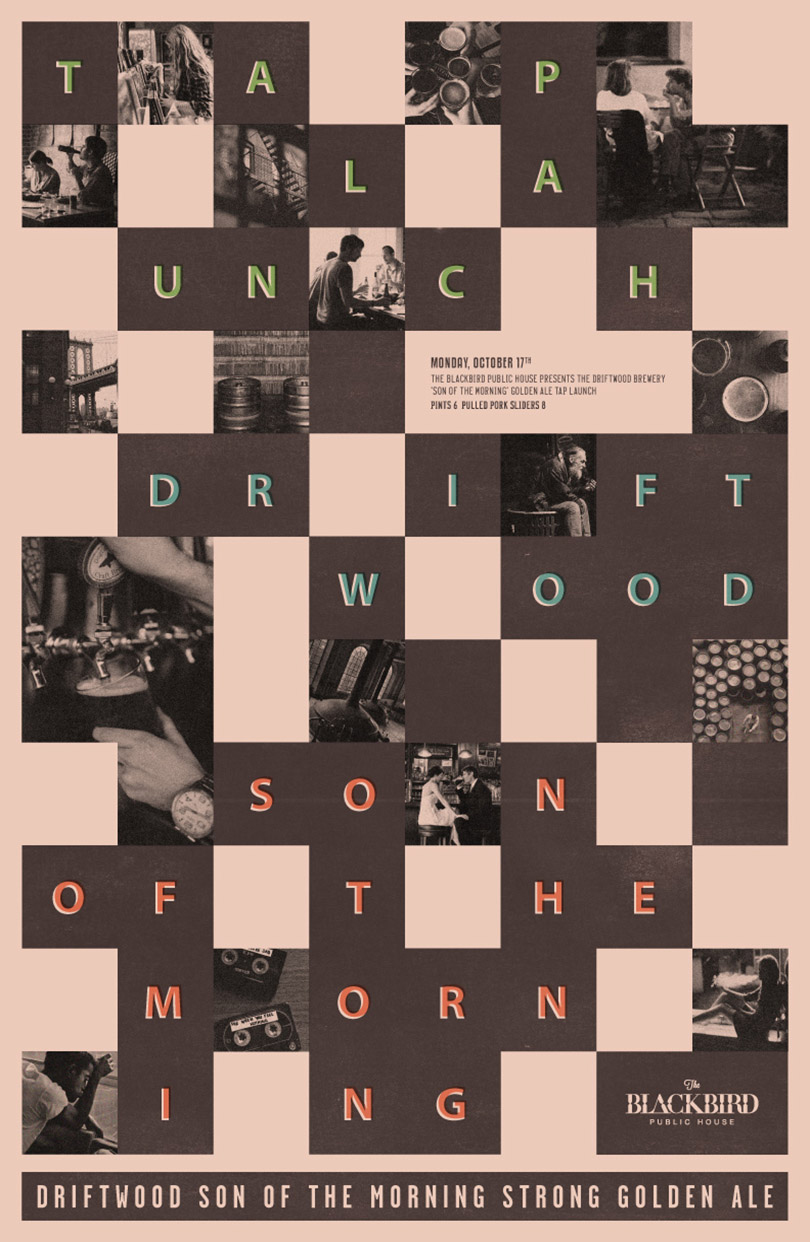 T A P
L A
U N C H
MONDAY, OCTOBER 17TH
THE BLACKBIRD PUBLIC HOUSE PRESENTS THE DRIFTWOOD BREWERY
'SON OF THE MORNING' GOLDEN ALE TAP LAUNCH
PINTS 6 PULLED PORK SLIDERS 8
D R I F T
W O O D
S O N
O F T H E
M O R N
I N G
The
BLACKBIRD
PUBLIC HOUSE
DRIFTWOOD SON OF THE MORNING STRONG GOLDEN ALE